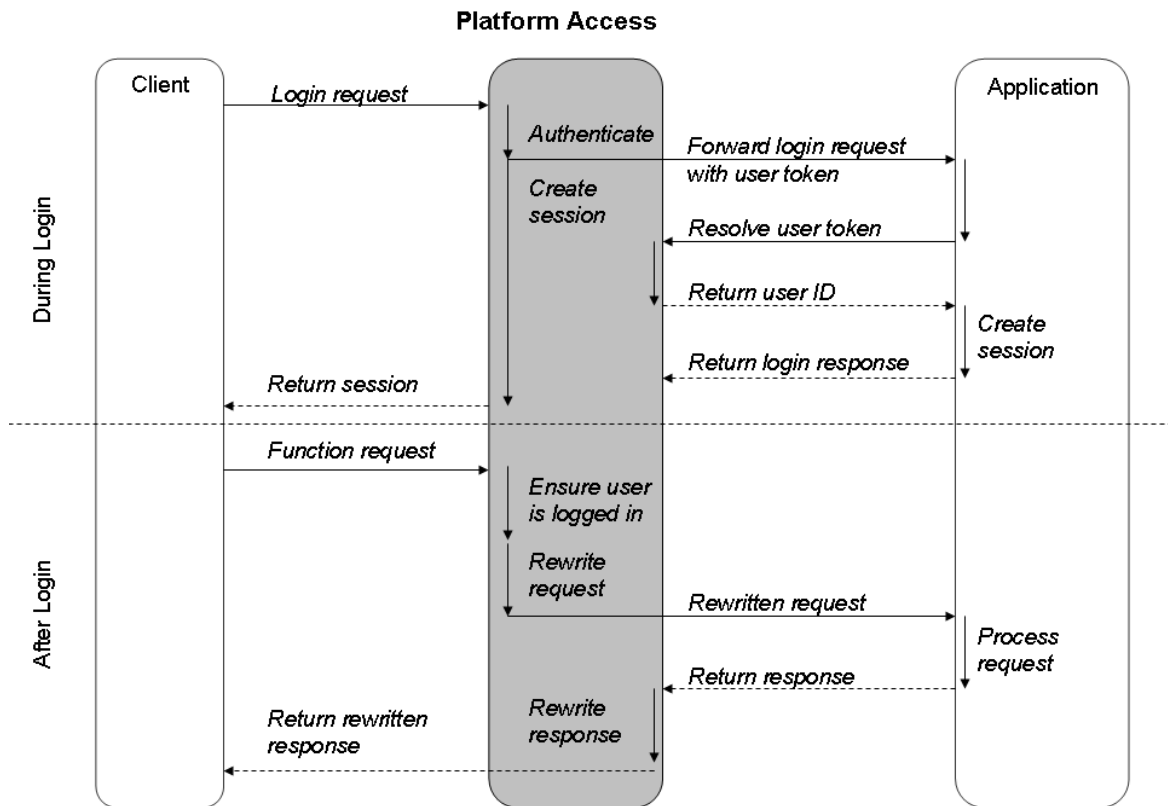 Platform Access
Client
Application
During Login
Login request
Authenticate
Forward login request
with user token
Create
session
Resolve user token
Return user ID
Create
session
Return login response
Return session
After Login
Function request
Ensure user
is logged in
Rewrite
request
Rewritten request
Process
request
Return response
Rewrite
response
Return rewritten
response